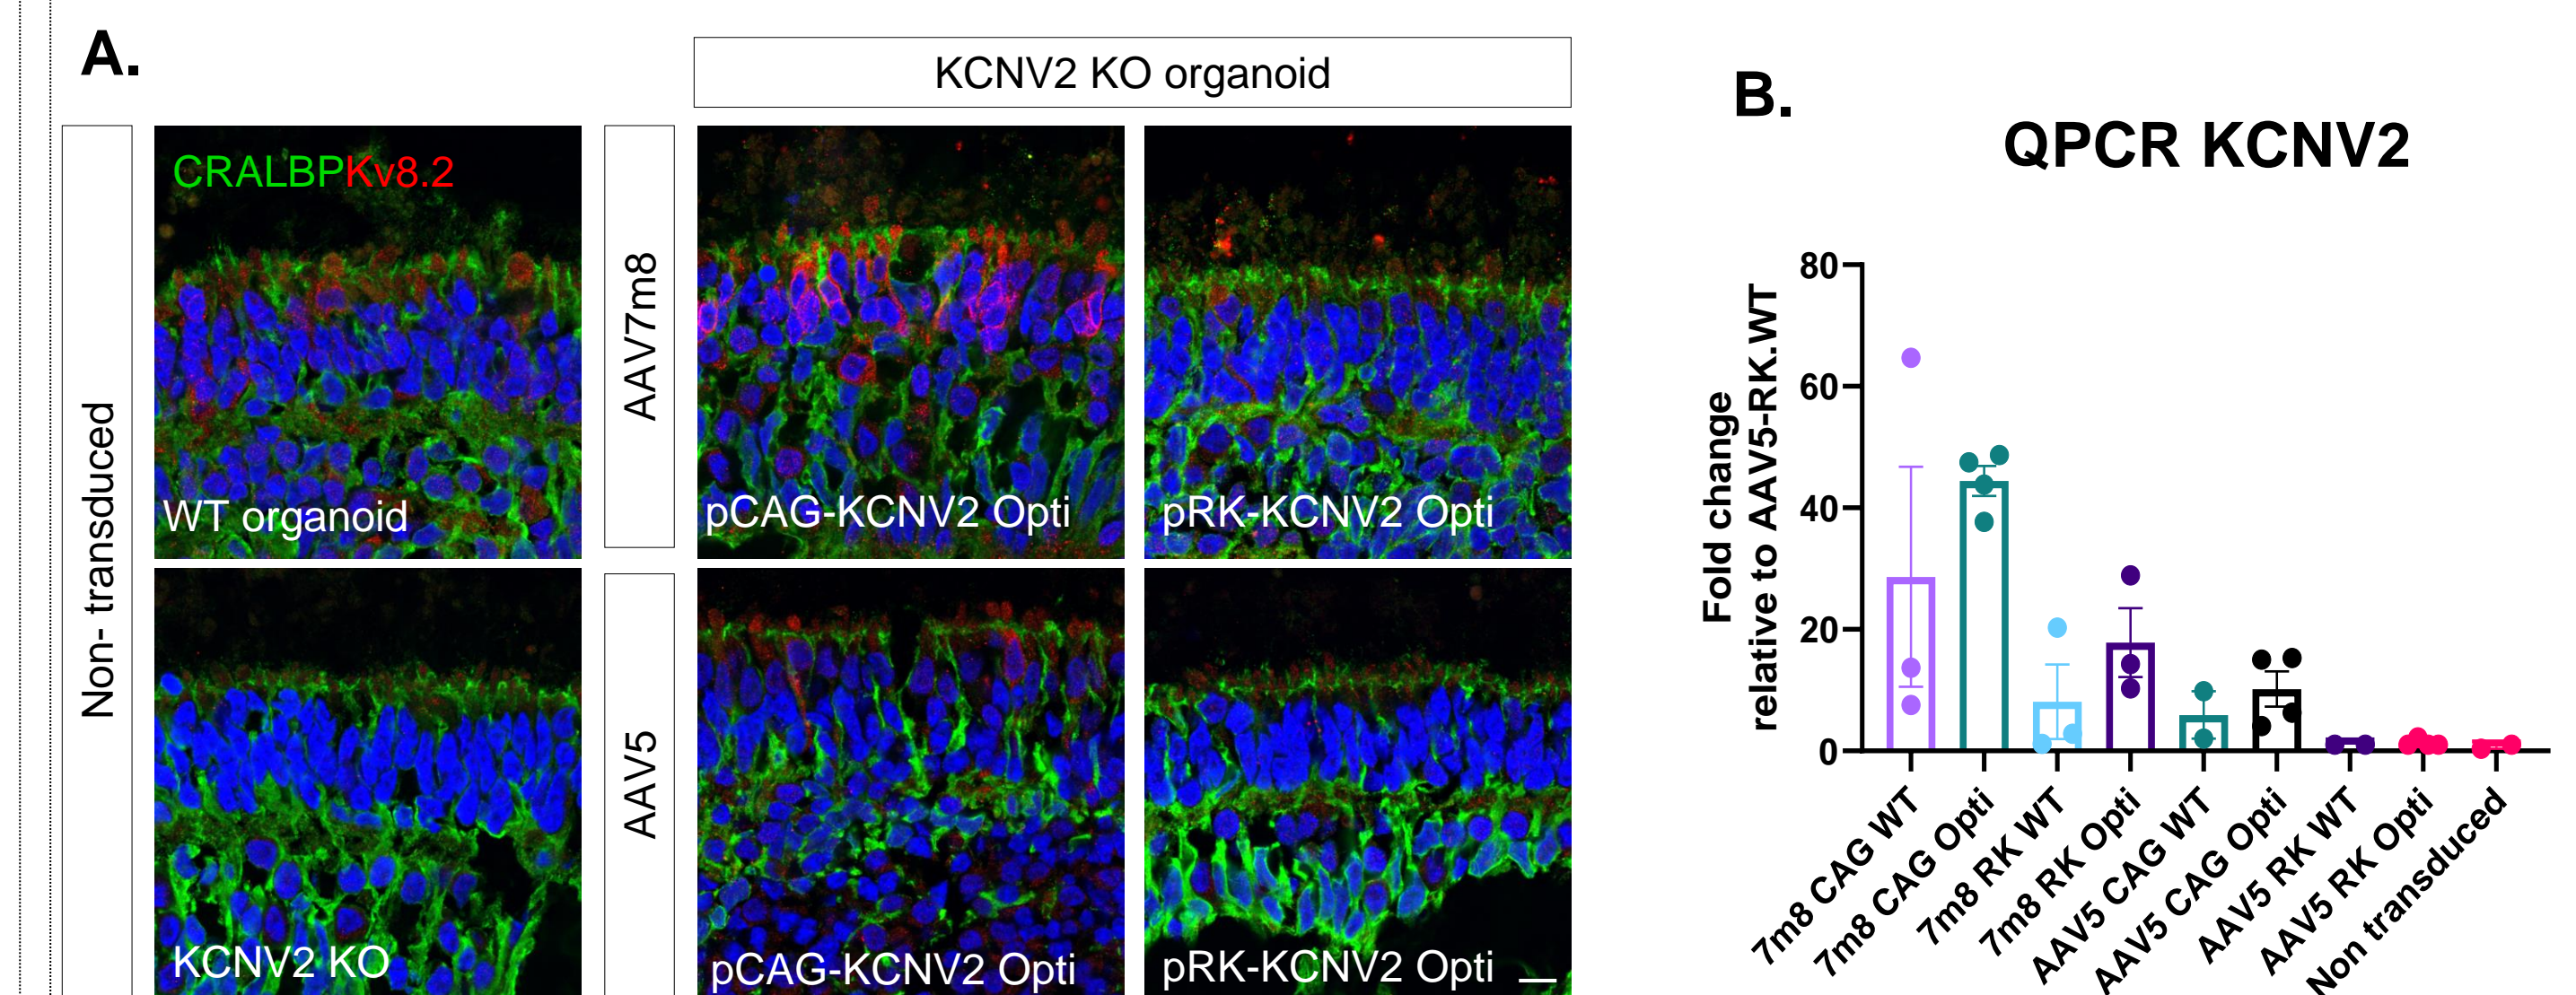 A.
KCNV2 KO organoid
Non- transduced
CRALBPKv8.2
WT organoid
KCNV2 KO
AAV7m8
pCAG-KCNV2 Opti
pRK-KCNV2 Opti
AAV5
pCAG-KCNV2 Opti
pRK-KCNV2 Opti
B.
QPCR KCNV2
Fold change
relative to AAV5-RK.WT
80
60
40
20
0
7m8 CAG WT
7m8 CAG Opti
7m8 RK WT
7m8 RK Opti
AAV5 CAG WT
AAV5 CAG Opti
AAV5 RK WT
AAV5 RK Opti
Non transduced